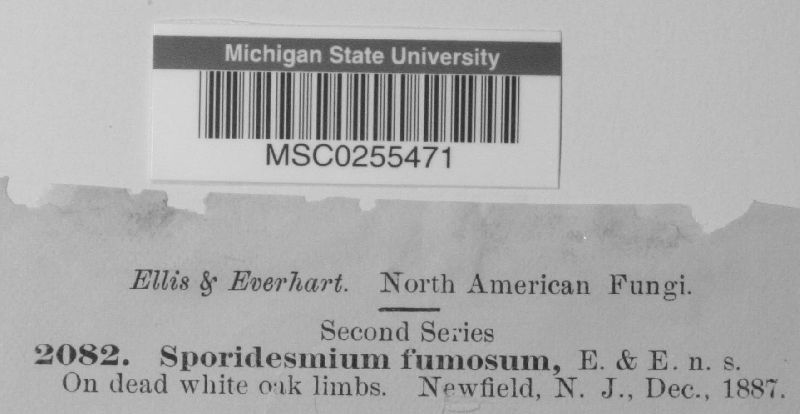 Michigan State University
MSC0255471
Ellis & Everhart. North American Fungi.
Second Series
2082. Sporidesmium fumosum, E. & E. n. s.
On dead white oak limbs. Newfield, N. J., Dec., 1887.